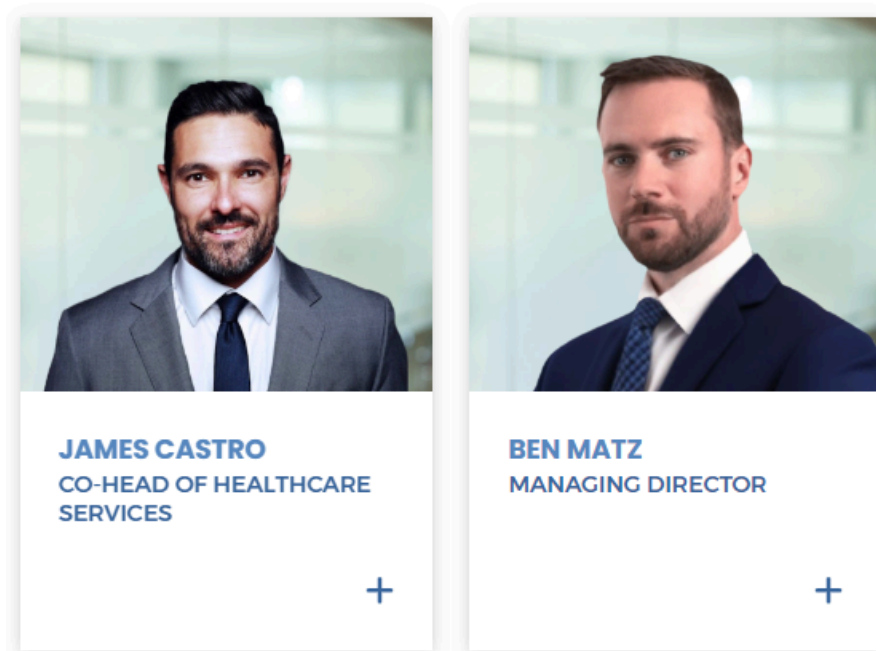 JAMES CASTRO
CO-HEAD OF HEALTHCARE
SERVICES
+
BEN MATZ
MANAGING DIRECTOR
+